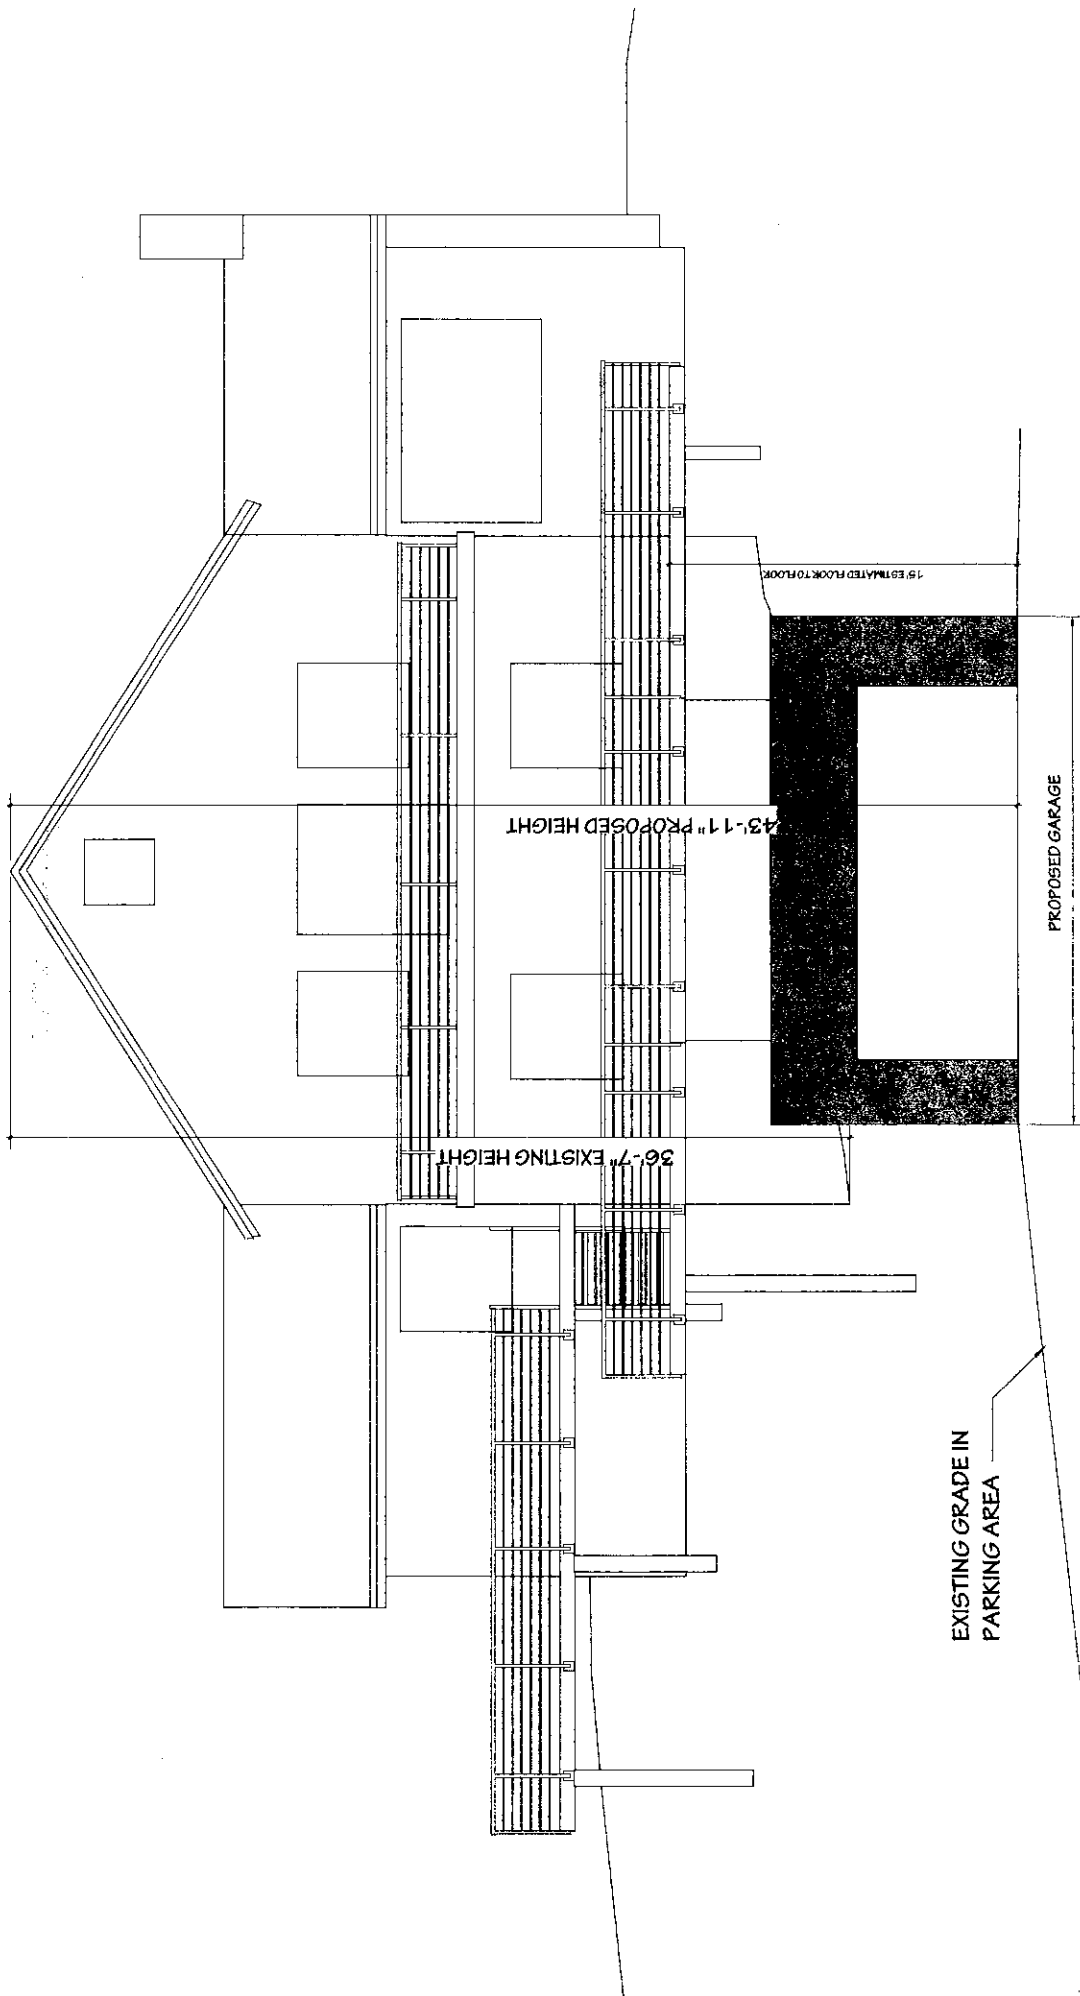 36'-7" EXISTING HEIGHT
43'-11" PROPOSED HEIGHT
15' ESTIMATED FLOOR TO FLOOR
EXISTING GRADE IN
PARKING AREA
PROPOSED GARAGE